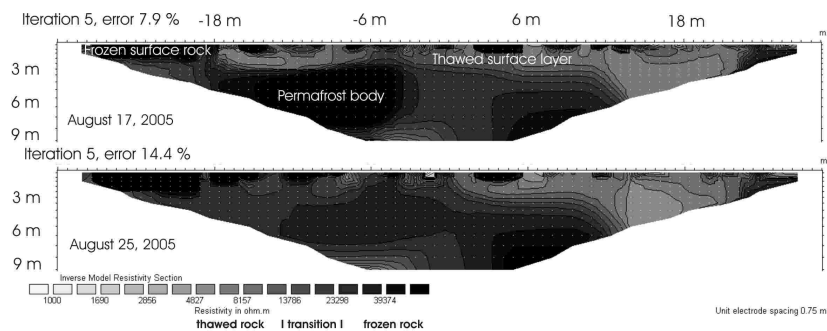 Iteration 5, error 7.9 % -18 m -6 m 6 m 18 m
m
Frozen surface rock
Thawed surface layer
3 m
Permafrost body
6 m
August 17, 2005
9 m
Iteration 5, error 14.4 %
m
3 m
6 m
August 25, 2005
9 m
Inverse Model Resistivity Section
1000 1690 2856 4827 8157 13786 23298 39374
Resistivity in ohm.m
Unit electrode spacing 0.75 m
thawed rock I transition I frozen rock